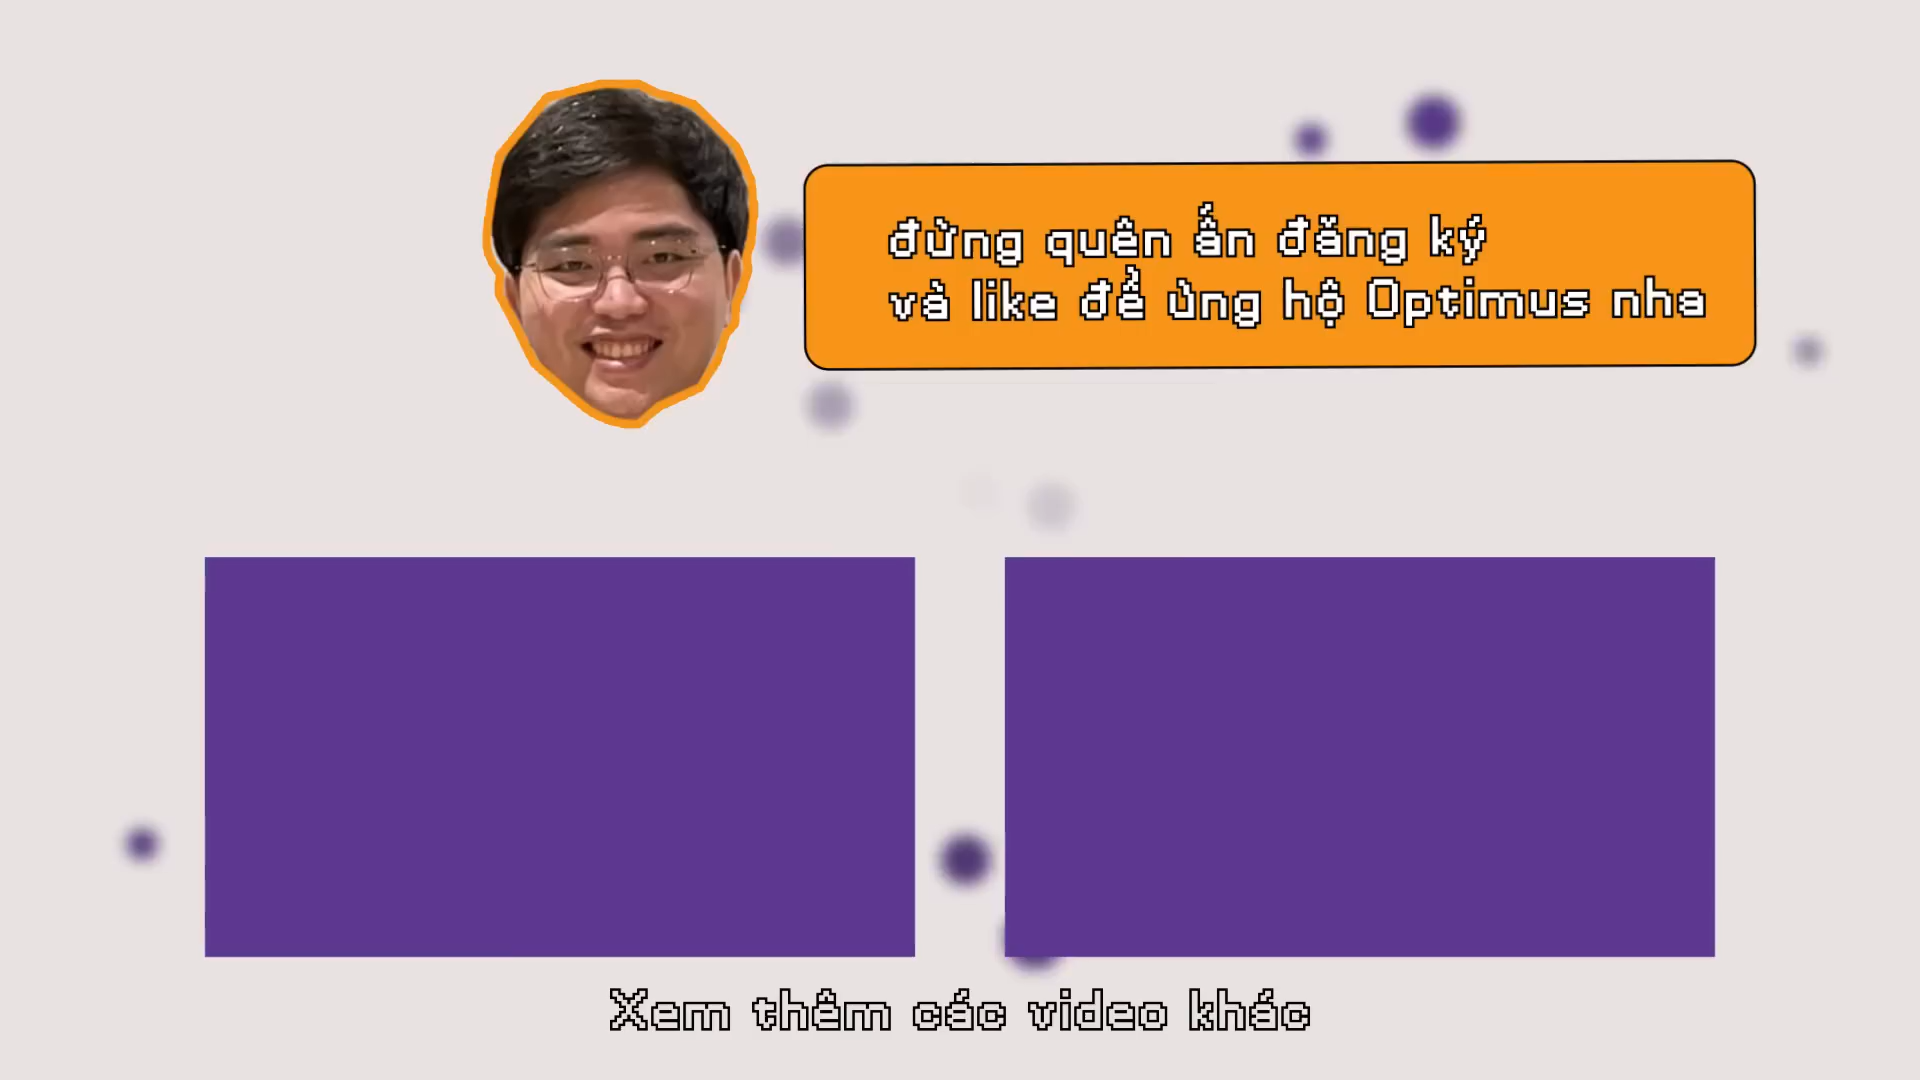 đừng quên ấn đăng ký
và like để ủng hộ Optimus nha
Xem thêm các video khác